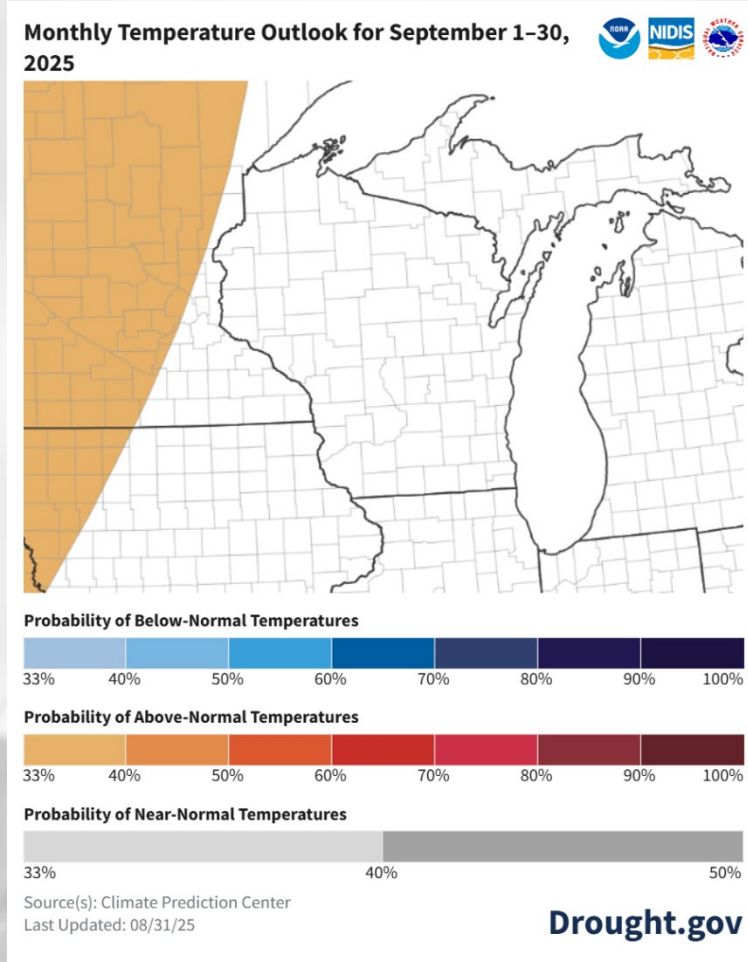 Monthly Temperature Outlook for September 1–30,
2025
NOAA
NIDIS
Probability of Below-Normal Temperatures
33% 40% 50% 60% 70% 80% 90% 100%
Probability of Above-Normal Temperatures
33% 40% 50% 60% 70% 80% 90% 100%
Probability of Near-Normal Temperatures
33% 40% 50%
Source(s): Climate Prediction Center
Last Updated: 08/31/25
Drought.gov